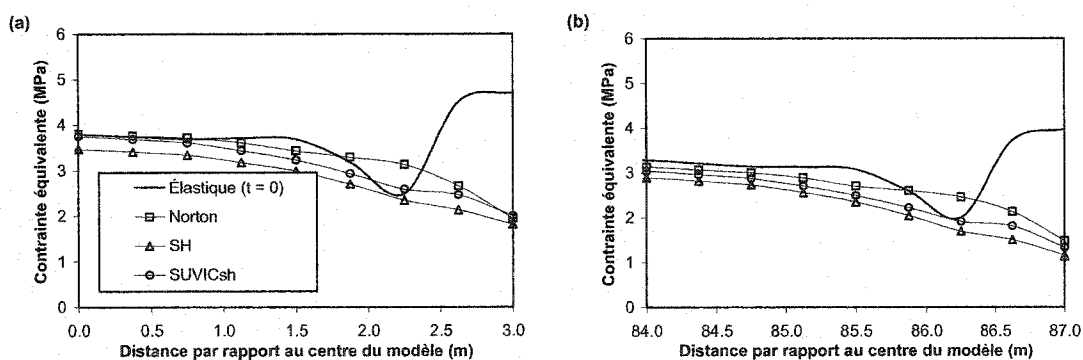 (a)
Contrainte équivalente (MPa)
6
5
4
3
2
1
0
Élastique (t = 0)
Norton
SH
SUVICsh
0.0 0.5 1.0 1.5 2.0 2.5 3.0
Distance par rapport au centre du modèle (m)
(b)
Contrainte équivalente (MPa)
6
5
4
3
2
1
0
84.0 84.5 85.0 85.5 86.0 86.5 87.0
Distance par rapport au centre du modèle (m)